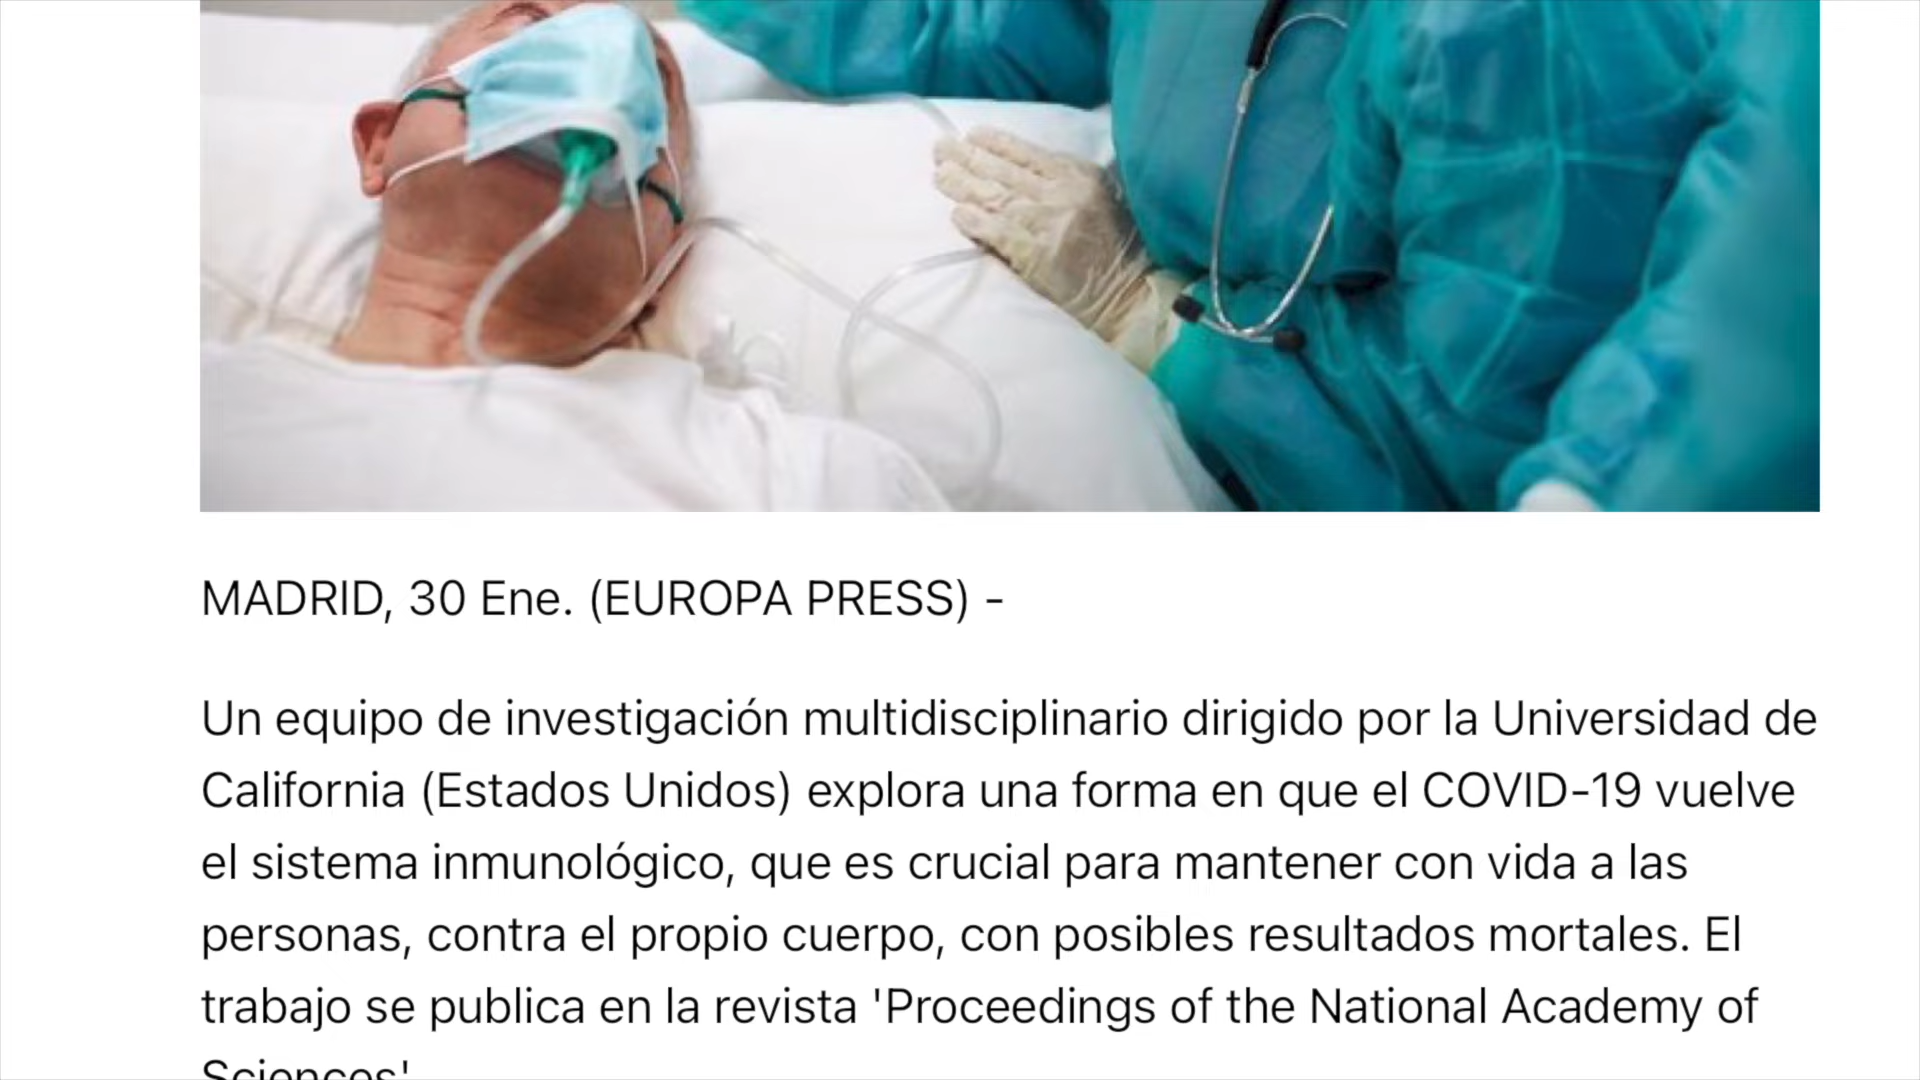 MADRID, 30 Ene. (EUROPA PRESS) -
Un equipo de investigación multidisciplinario dirigido por la Universidad de
California (Estados Unidos) explora una forma en que el COVID-19 vuelve
el sistema inmunológico, que es crucial para mantener con vida a las
personas, contra el propio cuerpo, con posibles resultados mortales. El
trabajo se publica en la revista 'Proceedings of the National Academy of
Sciences'